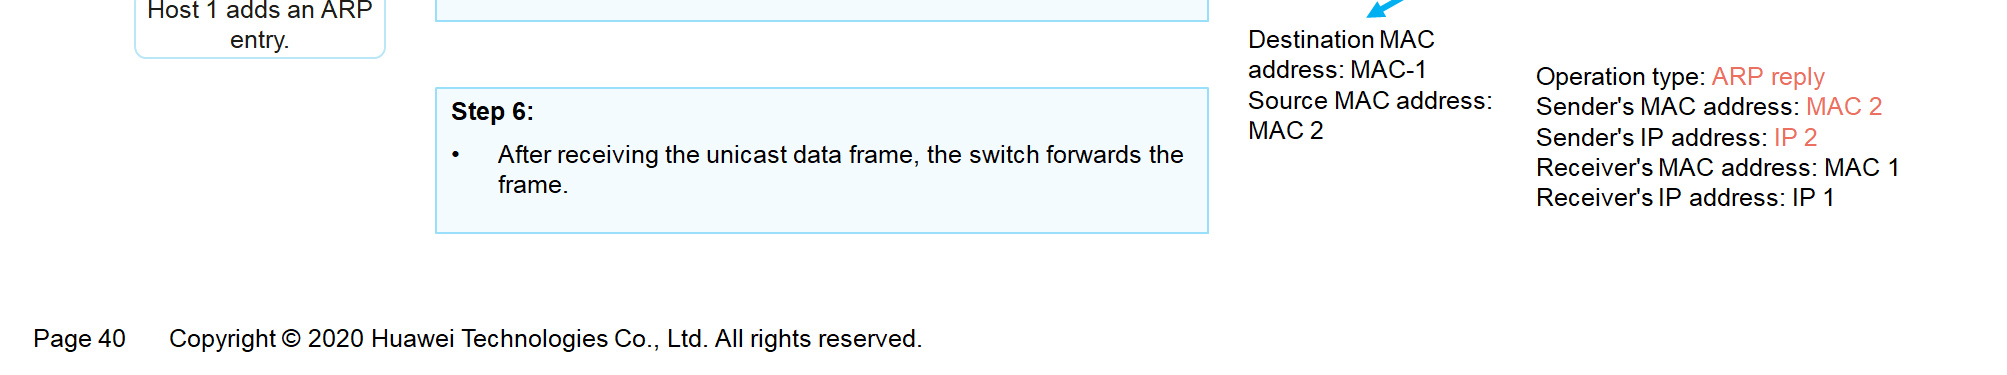 Host 1 adds an ARP
entry.
Step 6:
• After receiving the unicast data frame, the switch forwards the
frame.
Destination MAC
address: MAC-1
Source MAC address:
MAC 2
Operation type: ARP reply
Sender's MAC address: MAC 2
Sender's IP address: IP 2
Receiver's MAC address: MAC 1
Receiver's IP address: IP 1
Page 40 Copyright © 2020 Huawei Technologies Co., Ltd. All rights reserved.